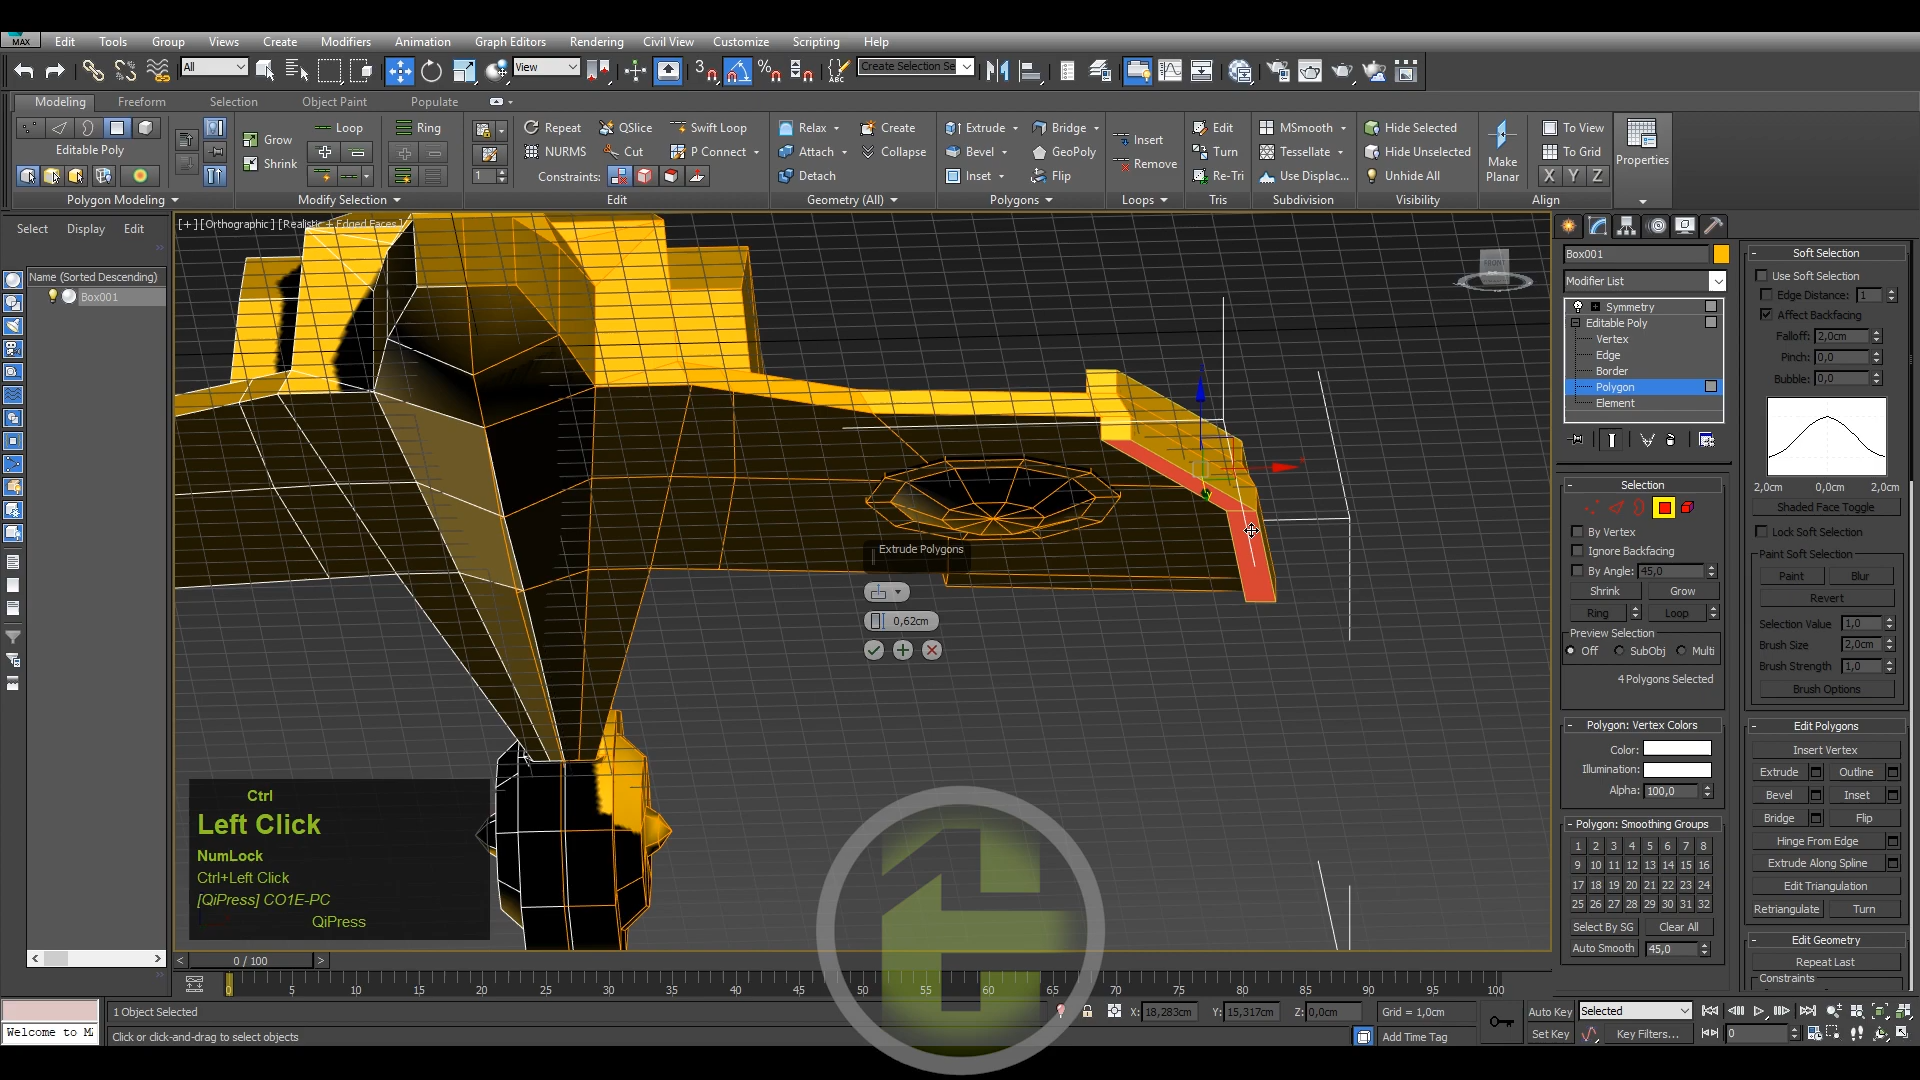 MAX Edit Tools Group Views Create Modifiers Animation Graph Editors Rendering Civil View Customize Scripting Help
All View 3 ABC Create Selection Se
Modeling Freeform Selection Object Paint Populate
Grow Loop Ring Repeat QSlice Swift Loop Relax Create Extrude Bridge Insert Edit MSmooth Hide Selected To View
Editable Poly Shrink NURMS Cut P Connect Attach Collapse Bevel GeoPoly Remove Turn Tessellate Hide Unselected Make Planar To Grid Properties
1 Constraints: Detach Inset Flip Re-Tri Use Displac... Unhide All X Y Z
Polygon Modeling Modify Selection Edit Geometry (All) Polygons Loops Tris Subdivision Visibility Align
Select Display Edit
Name (Sorted Descending)
Box001
[+] [Orthographic] [Realistic + Edged Faces]
FRONT
Extrude Polygons
0,62cm
Ctrl
Left Click
NumLock
Ctrl+Left Click
[QiPress] CO1E-PC
QiPress
Box001
Modifier List
Symmetry
Editable Poly
Vertex
Edge
Border
Polygon
Element
Selection
By Vertex
Ignore Backfacing
By Angle: 45,0
Shrink Grow
Ring Loop
Preview Selection
Off SubObj Multi
4 Polygons Selected
Polygon: Vertex Colors
Color:
Illumination:
Alpha: 100,0
Polygon: Smoothing Groups
1 2 3 4 5 6 7 8
9 10 11 12 13 14 15 16
17 18 19 20 21 22 23 24
25 26 27 28 29 30 31 32
Select By SG Clear All
Auto Smooth 45,0
Soft Selection
Use Soft Selection
Edge Distance: 1
Affect Backfacing
Falloff: 2,0cm
Pinch: 0,0
Bubble: 0,0
2,0cm 0,0cm 2,0cm
Shaded Face Toggle
Lock Soft Selection
Paint Soft Selection
Paint Blur
Revert
Selection Value 1,0
Brush Size 2,0cm
Brush Strength 1,0
Brush Options
Edit Polygons
Insert Vertex
Extrude Outline
Bevel Inset
Bridge Flip
Hinge From Edge
Extrude Along Spline
Edit Triangulation
Retriangulate Turn
Edit Geometry
Repeat Last
Constraints
0 / 100
0 5 10 15 20 25 30 35 40 45 50 55 60 65 70 75 80 85 90 95 100
1 Object Selected X: 18,283cm Y: 15,317cm Z: 0,0cm Grid = 1,0cm Auto Key Selected
Welcome to M Click or click-and-drag to select objects Add Time Tag Set Key Key Filters... 0